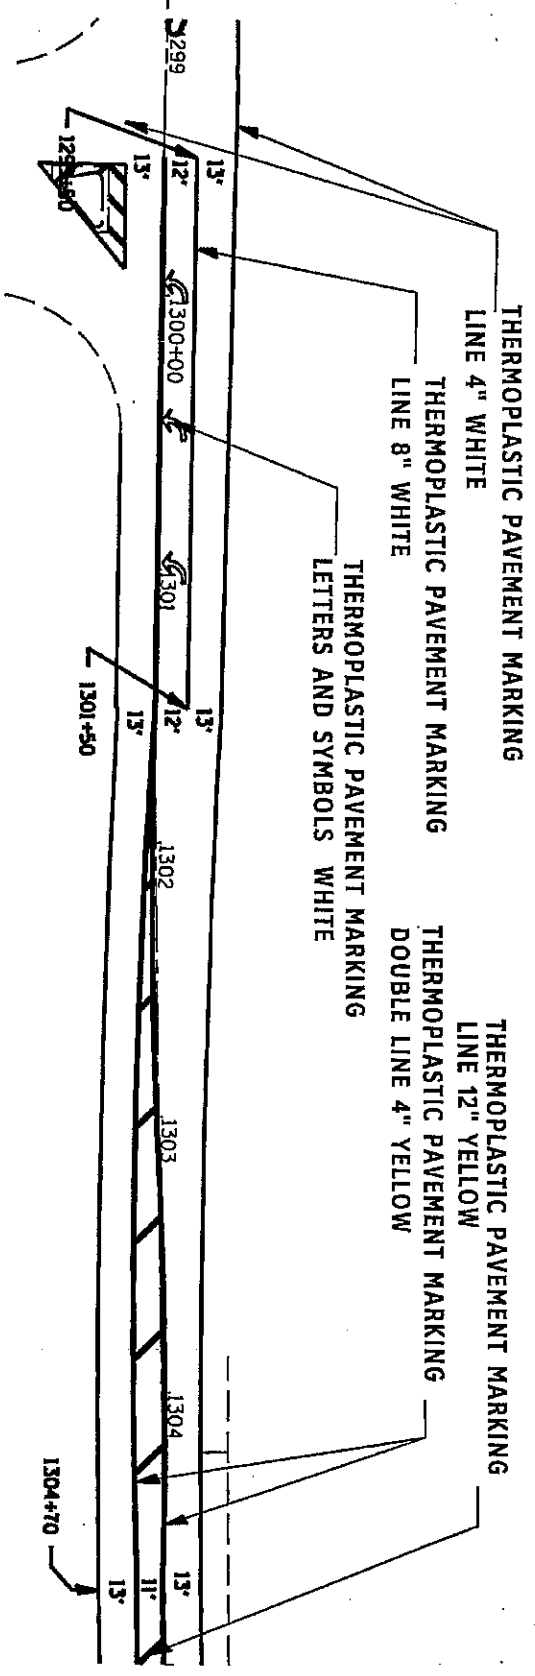 THERMOPLASTIC PAVEMENT MARKING
LINE 4" WHITE
THERMOPLASTIC PAVEMENT MARKING
LINE 8" WHITE
THERMOPLASTIC PAVEMENT MARKING
LETTERS AND SYMBOLS WHITE
THERMOPLASTIC PAVEMENT MARKING
LINE 12" YELLOW
THERMOPLASTIC PAVEMENT MARKING
DOUBLE LINE 4" YELLOW
1299
13'
12'
13'
1300+00
1301
13'
12'
13'
1301+50
1302
1303
1304
13'
11'
13'
1304+70